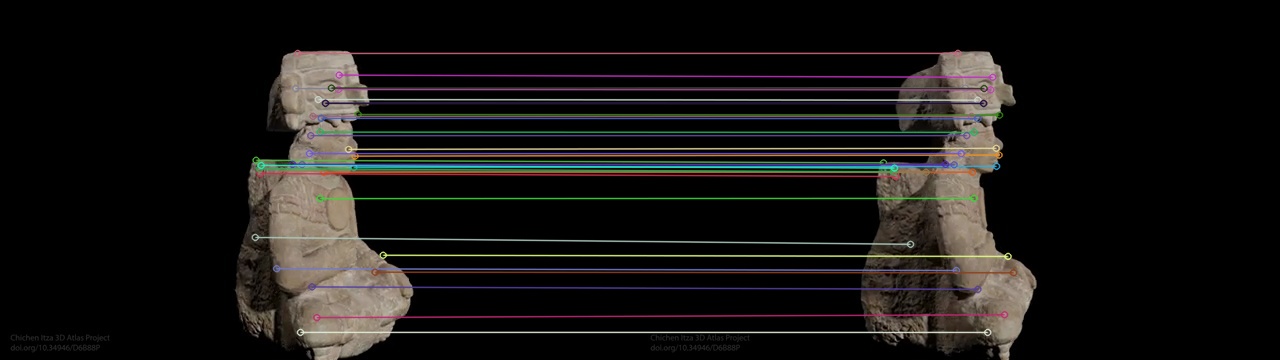 Chichen Itza 3D Atlas Project
doi.org/10.34946/D6B88P
Chichen Itza 3D Atlas Project
doi.org/10.34946/D6B88P